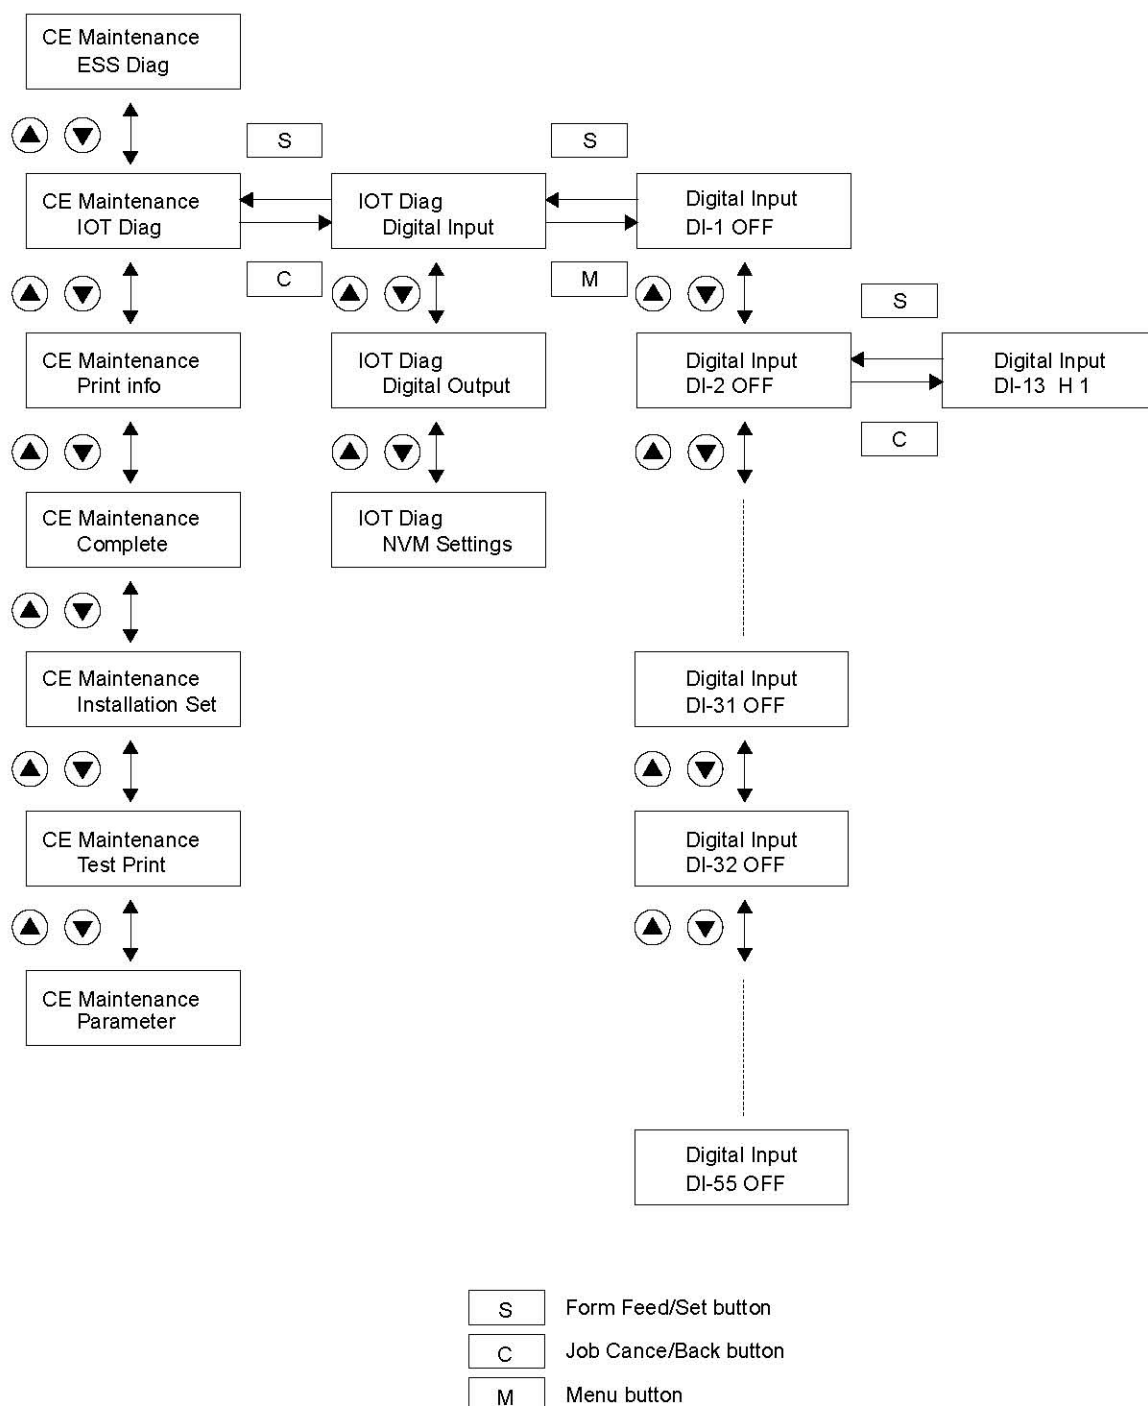 CE Maintenance
ESS Diag
S
S
CE Maintenance
IOT Diag
IOT Diag
Digital Input
Digital Input
DI-1 OFF
C
M
S
CE Maintenance
Print info
IOT Diag
Digital Output
Digital Input
DI-2 OFF
Digital Input
DI-13 H 1
C
CE Maintenance
Complete
IOT Diag
NVM Settings
CE Maintenance
Installation Set
Digital Input
DI-31 OFF
CE Maintenance
Test Print
Digital Input
DI-32 OFF
CE Maintenance
Parameter
Digital Input
DI-55 OFF
S Form Feed/Set button
C Job Cance/Back button
M Menu button